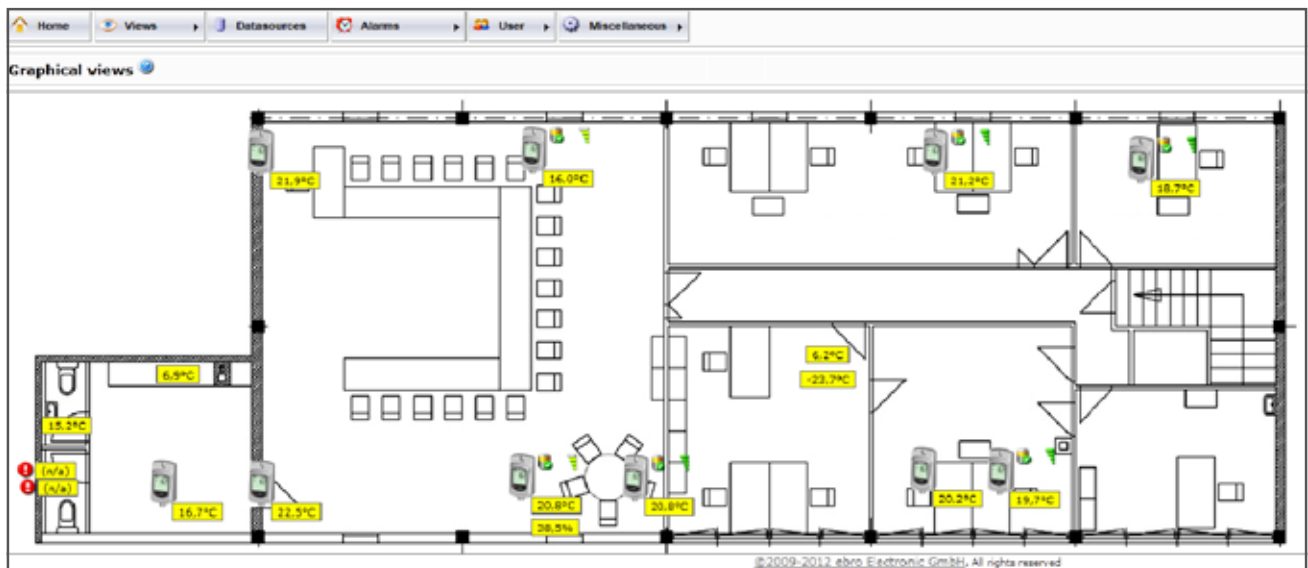 Home Views Datasources Alarms User Miscellaneous
Graphical views
21,9°C
16,0°C
21,2°C
18,7°C
6,2°C
-23,7°C
6,9°C
15,2°C
(n/a)
(n/a)
16,7°C
22,5°C
20,8°C
38,5%
20,8°C
20,2°C
19,7°C
©2009-2012 ebro Electronic GmbH, All rights reserved